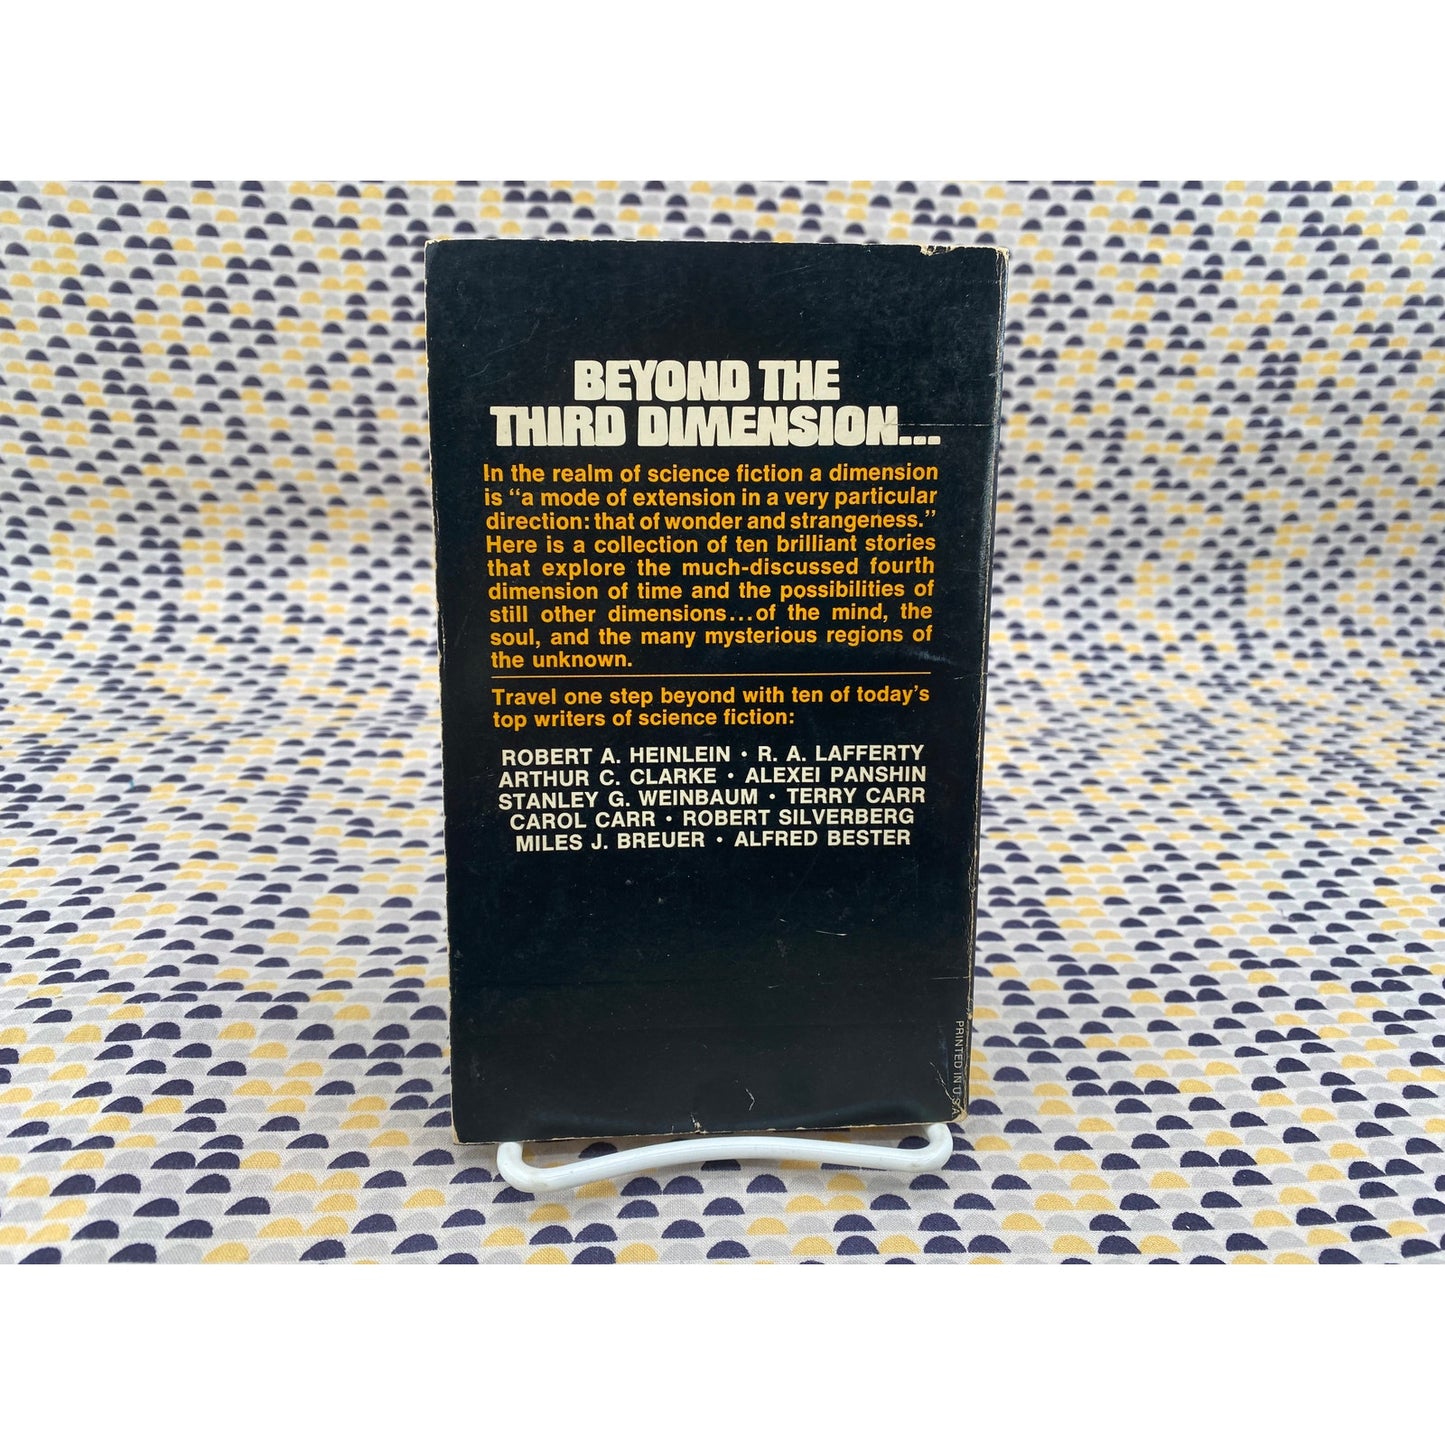 BEYOND THE
THIRD DIMENSION...
In the realm of science fiction a dimension
is "a mode of extension in a very particular
direction: that of wonder and strangeness."
Here is a collection of ten brilliant stories
that explore the much-discussed fourth
dimension of time and the possibilities of
still other dimensions...of the mind, the
soul, and the many mysterious regions of
the unknown.
Travel one step beyond with ten of today's
top writers of science fiction:
ROBERT A. HEINLEIN • R. A. LAFFERTY
ARTHUR C. CLARKE • ALEXEI PANSHIN
STANLEY G. WEINBAUM • TERRY CARR
CAROL CARR • ROBERT SILVERBERG
MILES J. BREUER • ALFRED BESTER
PRINTED IN U.S.A.